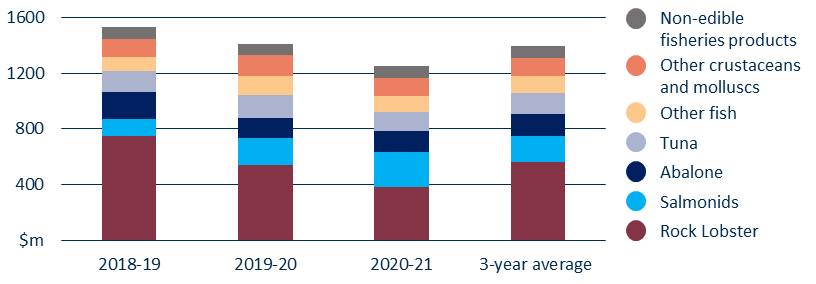 1600
1200
800
400
$m
2018-19
2019-20
2020-21
3-year average
Non-edible
fisheries products
Other crustaceans
and molluscs
Other fish
Tuna
Abalone
Salmonids
Rock Lobster